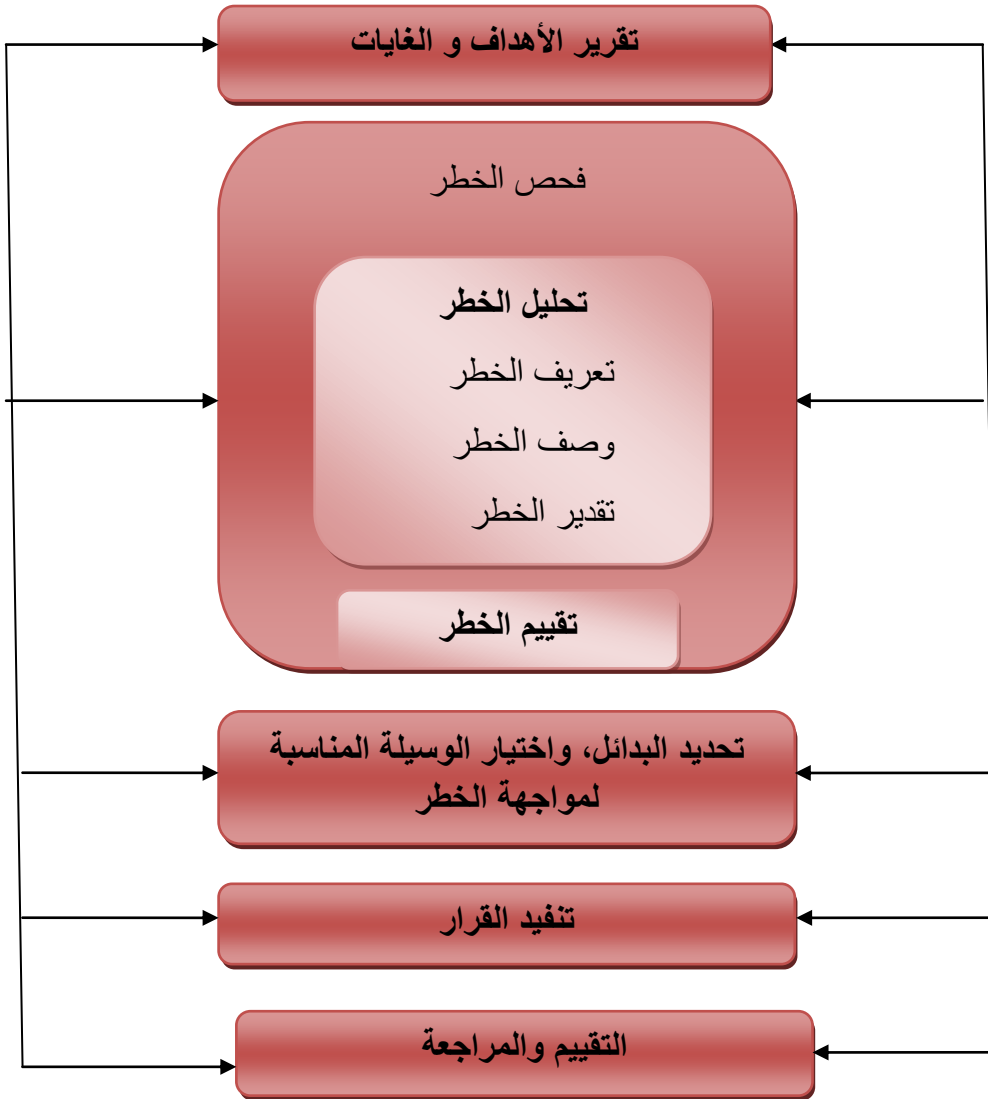 تقرير الأهداف و الغايات
فحص الخطر
تحليل الخطر
تعريف الخطر
وصف الخطر
تقدير الخطر
تقييم الخطر
تحديد البدائل، واختيار الوسيلة المناسبة
لمواجهة الخطر
تنفيد القرار
التقييم والمراجعة